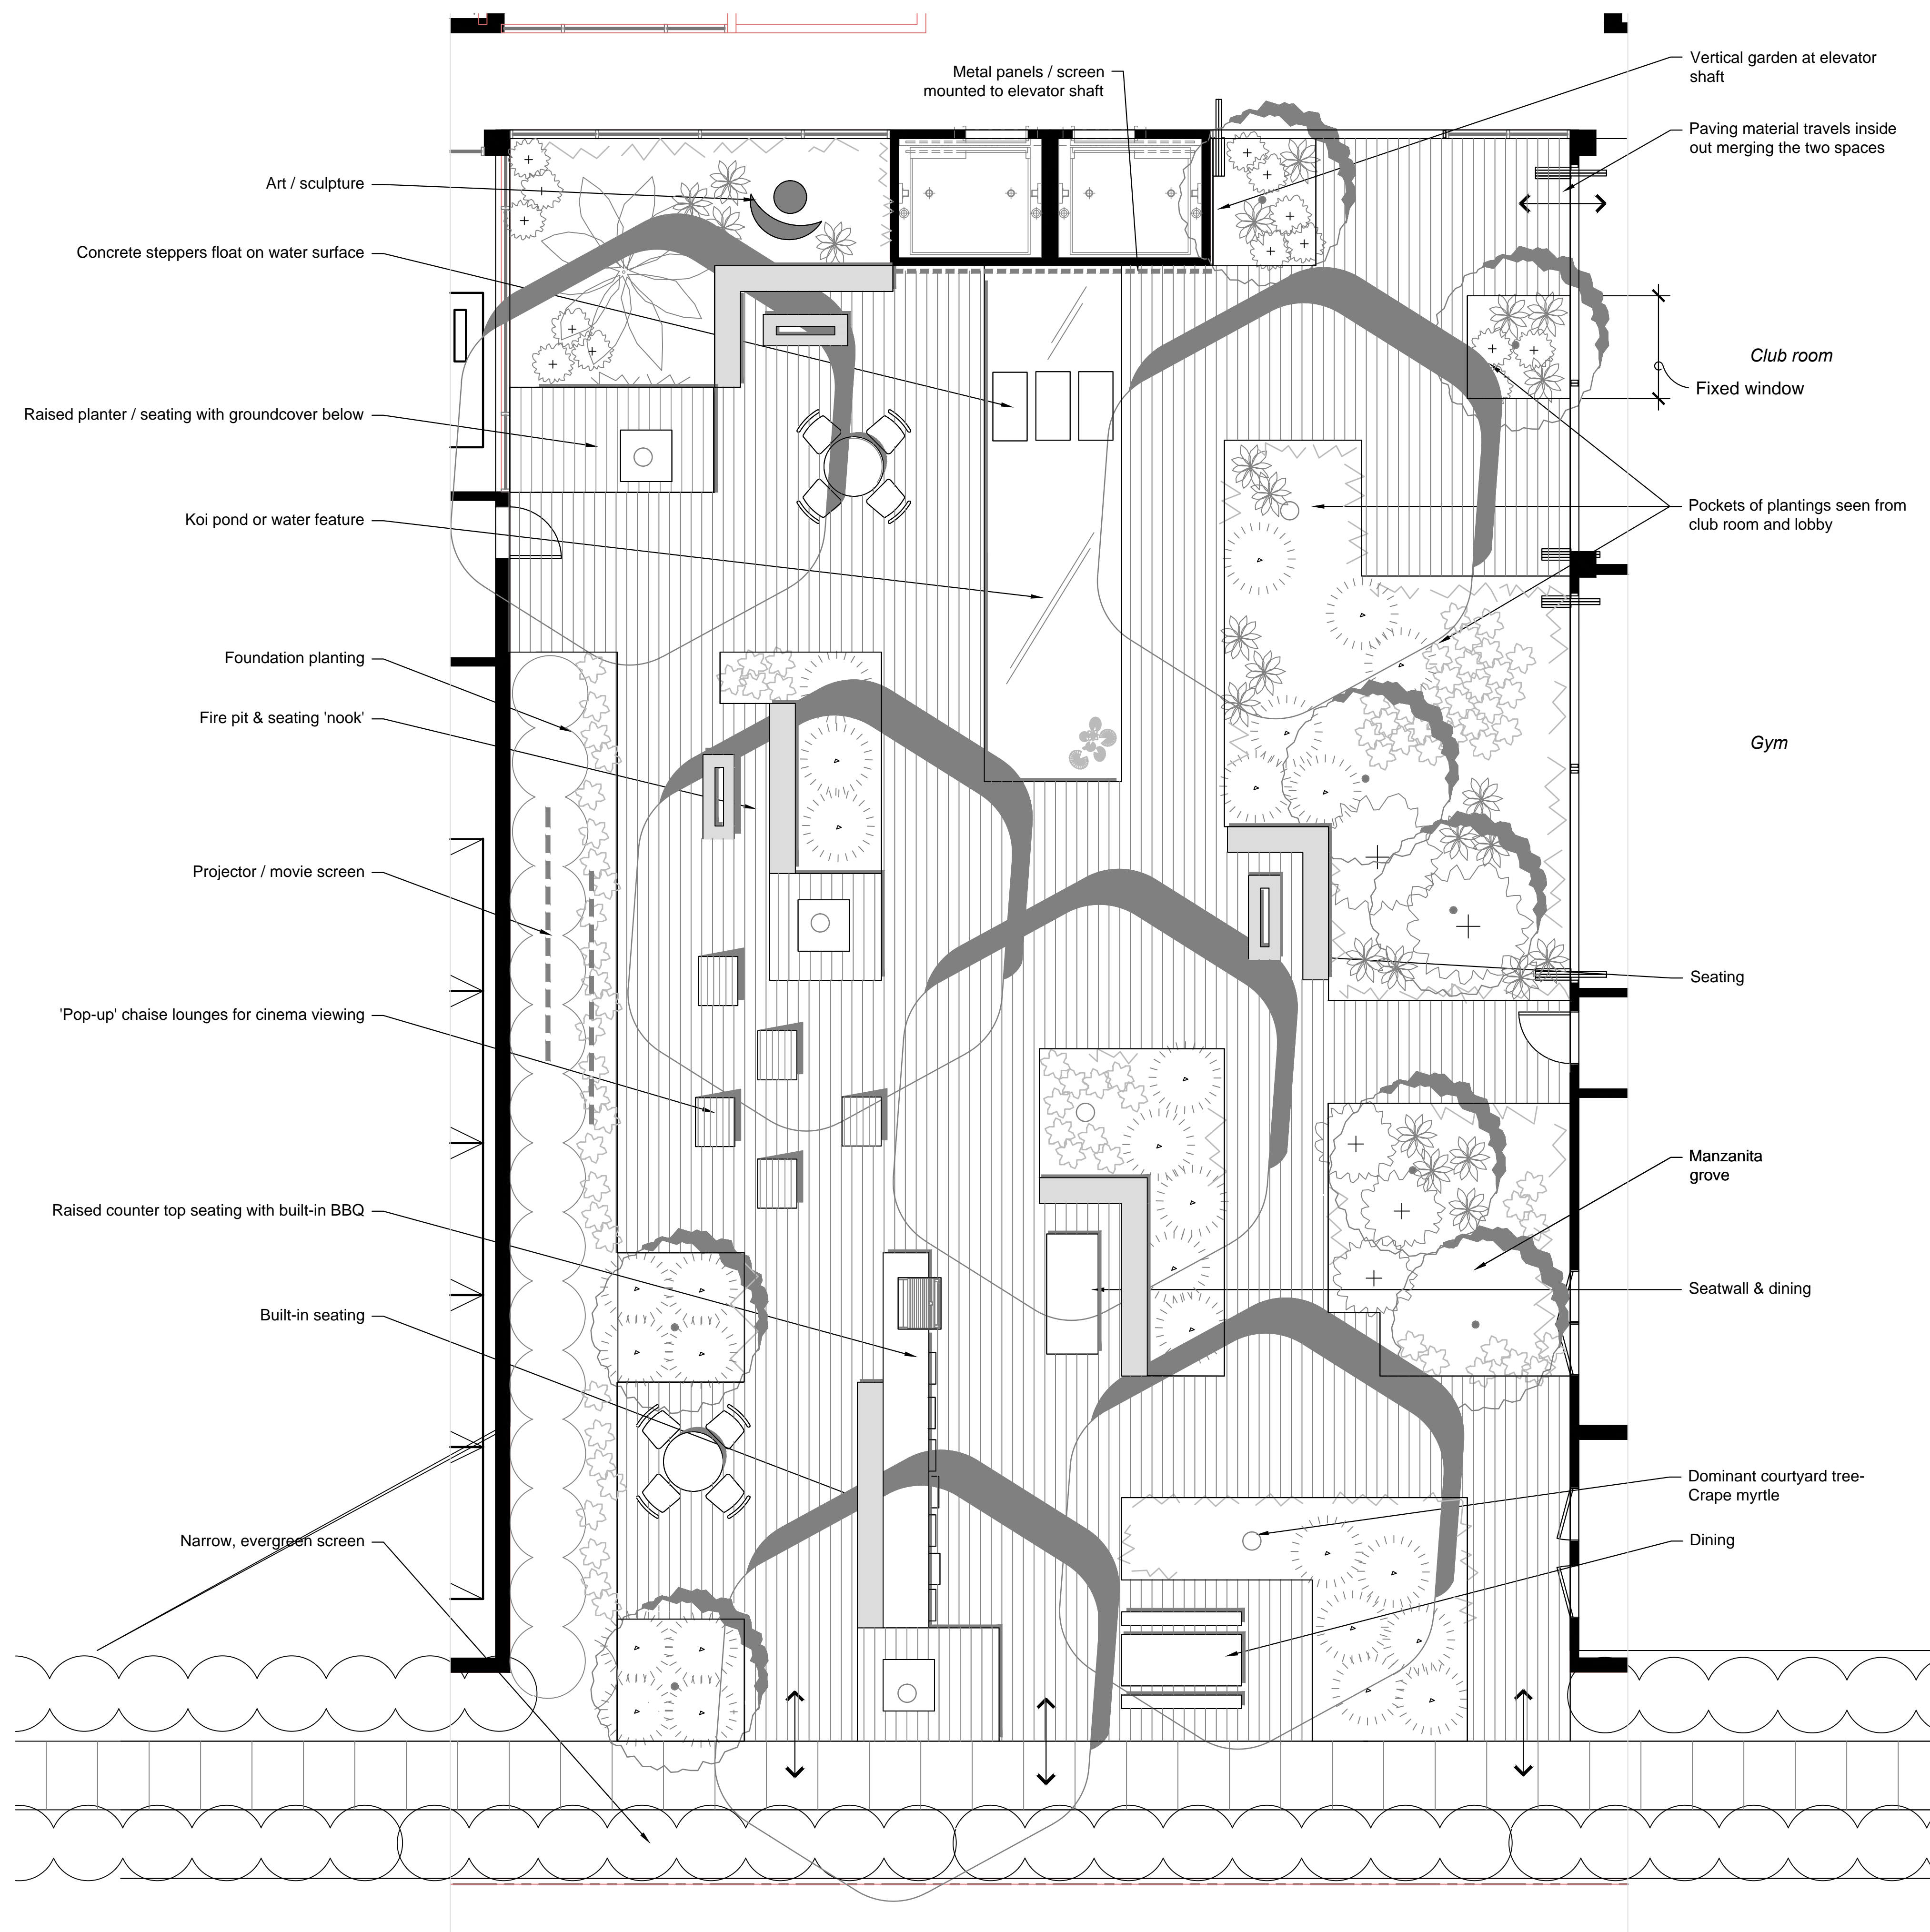 Metal panels / screen
mounted to elevator shaft
Vertical garden at elevator
shaft
Paving material travels inside
out merging the two spaces
Art / sculpture
Concrete steppers float on water surface
Club room
Fixed window
Raised planter / seating with groundcover below
Pockets of plantings seen from
club room and lobby
Koi pond or water feature
Foundation planting
Fire pit & seating 'nook'
Gym
Projector / movie screen
Seating
'Pop-up' chaise lounges for cinema viewing
Manzanita
grove
Raised counter top seating with built-in BBQ
Seatwall & dining
Built-in seating
Dominant courtyard tree-
Crape myrtle
Narrow, evergreen screen
Dining